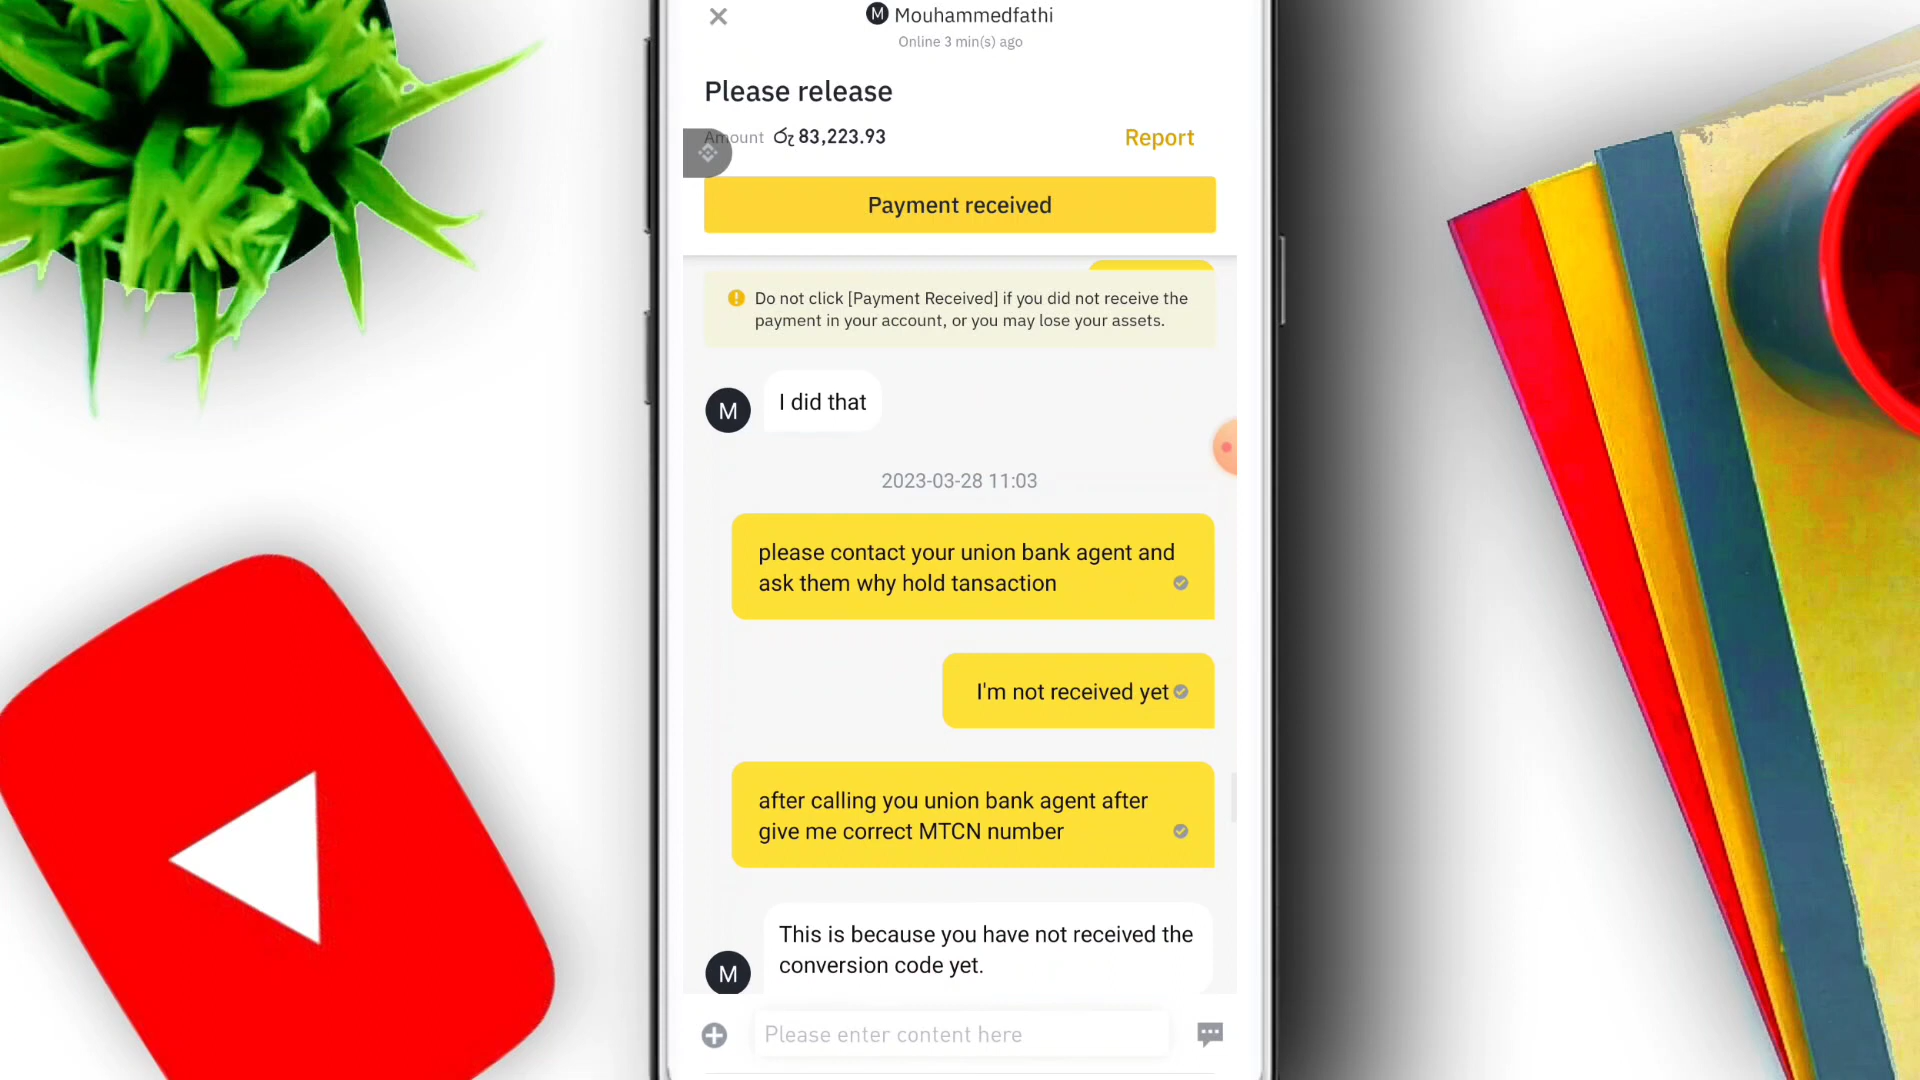 M Mouhammedfathi
Online 3 min(s) ago
Please release
Amount රු 83,223.93
Report
Payment received
Do not click [Payment Received] if you did not receive the
payment in your account, or you may lose your assets.
M
I did that
2023-03-28 11:03
please contact your union bank agent and
ask them why hold tansaction
I'm not received yet
after calling you union bank agent after
give me correct MTCN number
This is because you have not received the
conversion code yet.
M
Please enter content here